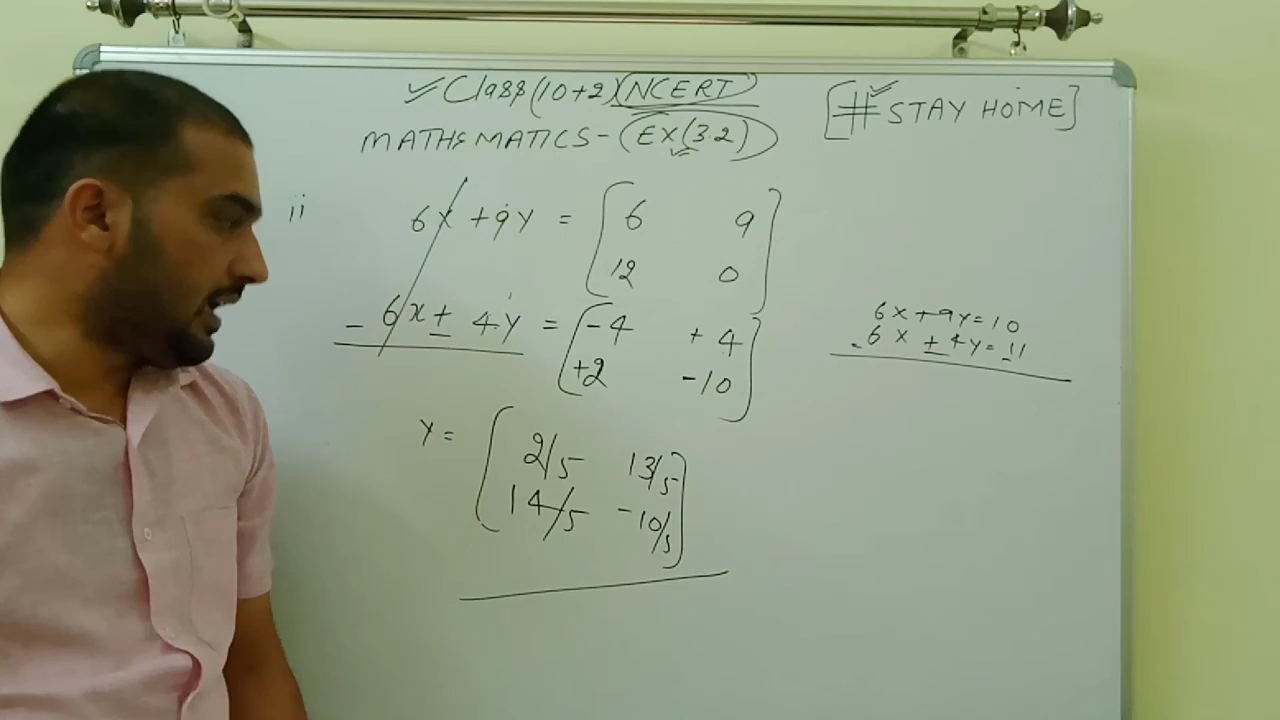 ✓ Class (10+2) (NCERT)
[#STAY HOME]
MATHEMATICS - (EX(3.2)
ii
6x + 9y = [ 6 9
12 0 ]
- 6x ± 4y = [ -4 +4
+2 -10 ]
6x + 9y = 10
- 6x ± 4y = - 11
Y = [ 2/5 13/5
14/5 -10/5 ]